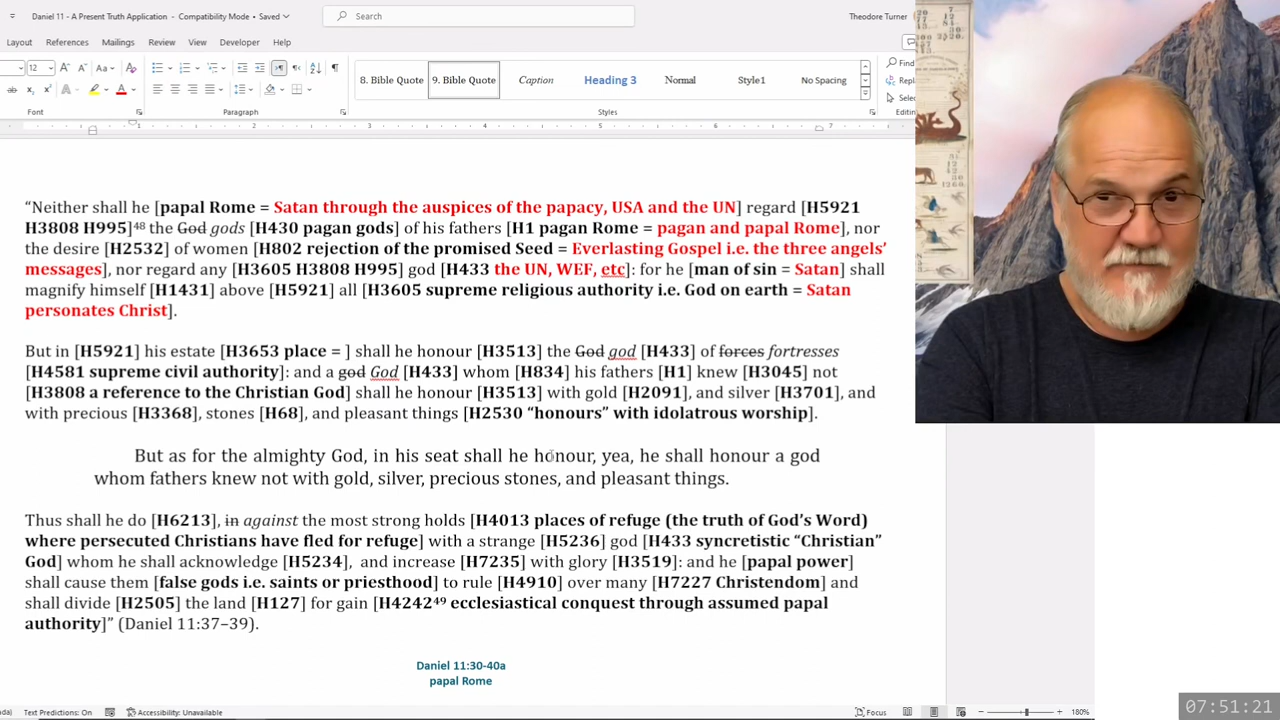 Daniel 11 - A Present Truth Application - Compatibility Mode • Saved
Search
Theodore Turner
Layout References Mailings Review View Developer Help
12 Aa
8. Bible Quote 9. Bible Quote Caption Heading 3 Normal Style1 No Spacing
Font Paragraph Styles
1 2 3 4 5 6 7
“Neither shall he [papal Rome = Satan through the auspices of the papacy, USA and the UN] regard [H5921
H3808 H995]⁴⁸ the God gods [H430 pagan gods] of his fathers [H1 pagan Rome = pagan and papal Rome], nor
the desire [H2532] of women [H802 rejection of the promised Seed = Everlasting Gospel i.e. the three angels’
messages], nor regard any [H3605 H3808 H995] god [H433 the UN, WEF, etc]: for he [man of sin = Satan] shall
magnify himself [H1431] above [H5921] all [H3605 supreme religious authority i.e. God on earth = Satan
personates Christ].
But in [H5921] his estate [H3653 place = ] shall he honour [H3513] the God god [H433] of forces fortresses
[H4581 supreme civil authority]: and a god God [H433] whom [H834] his fathers [H1] knew [H3045] not
[H3808 a reference to the Christian God] shall he honour [H3513] with gold [H2091], and silver [H3701], and
with precious [H3368], stones [H68], and pleasant things [H2530 “honours” with idolatrous worship].
But as for the almighty God, in his seat shall he honour, yea, he shall honour a god
whom fathers knew not with gold, silver, precious stones, and pleasant things.
Thus shall he do [H6213], in against the most strong holds [H4013 places of refuge (the truth of God’s Word)
where persecuted Christians have fled for refuge] with a strange [H5236] god [H433 syncretistic “Christian”
God] whom he shall acknowledge [H5234], and increase [H7235] with glory [H3519]: and he [papal power]
shall cause them [false gods i.e. saints or priesthood] to rule [H4910] over many [H7227 Christendom] and
shall divide [H2505] the land [H127] for gain [H4242⁴⁹ ecclesiastical conquest through assumed papal
authority]” (Daniel 11:37–39).
Daniel 11:30-40a
papal Rome
Text Predictions: On Accessibility: Unavailable Focus 180%
07:51:21